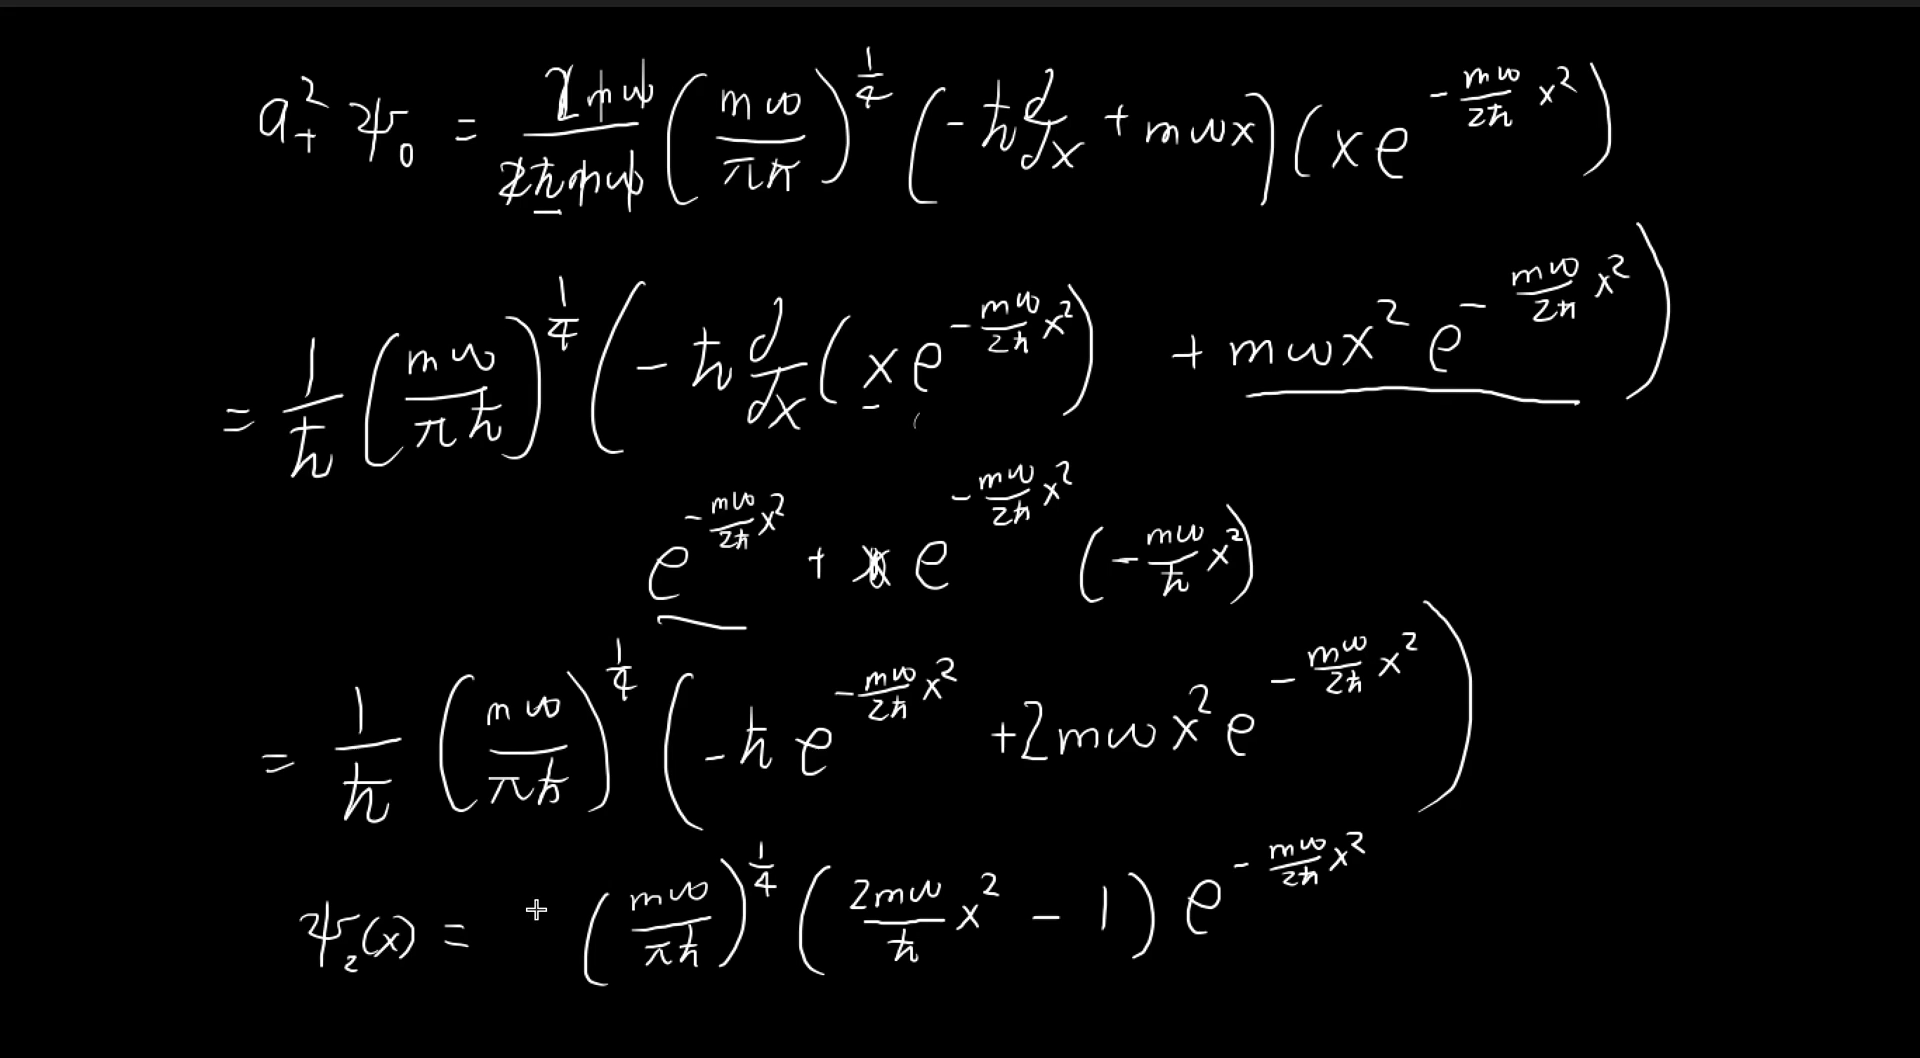 a₊² ψ₀ = 2mω/2ħmω (mω/πħ)^(1/4) (-ħ d/dx + mωx) (x e^(-mω/2ħ x²))
= 1/ħ (mω/πħ)^(1/4) (-ħ d/dx (x e^(-mω/2ħ x²)) + mωx² e^(-mω/2ħ x²))
e^(-mω/2ħ x²) + e^(-mω/2ħ x²) (-mω/ħ x²)
= 1/ħ (mω/πħ)^(1/4) (-ħ e^(-mω/2ħ x²) + 2mωx² e^(-mω/2ħ x²))
ψ₂(x) = (mω/πħ)^(1/4) (2mω/ħ x² - 1) e^(-mω/2ħ x²)